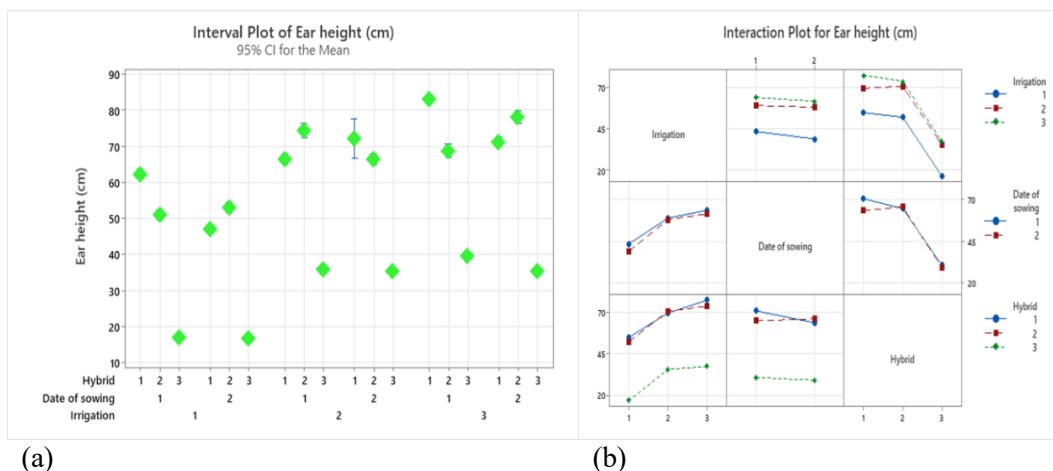 Interval Plot of Ear height (cm)
95% CI for the Mean
Ear height (cm)
90
80
70
60
50
40
30
20
10
Hybrid 1 2 3 1 2 3 1 2 3 1 2 3 1 2 3 1 2 3
Date of sowing 1 2 1 2 1 2
Irrigation 1 2 3
(a)
Interaction Plot for Ear height (cm)
1 2
Irrigation
70
45
20
Irrigation
1
2
3
Date of sowing
70
45
20
Date of
sowing
1
2
70
45
20
Hybrid
Hybrid
1
2
3
1 2 3 1 2 3
(b)